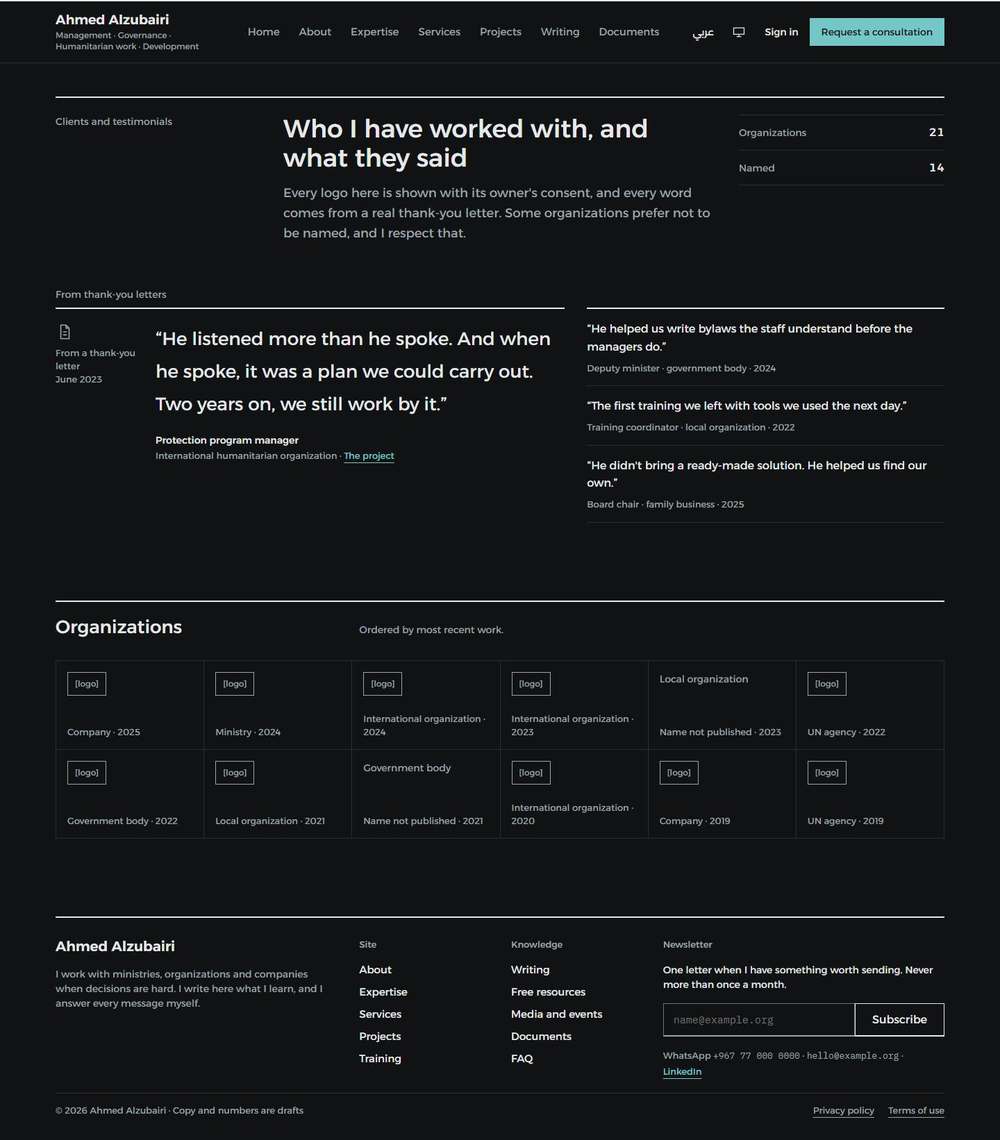 Ahmed Alzubairi
Management · Governance ·
Humanitarian work · Development
Home About Expertise Services Projects Writing Documents عربي Sign in Request a consultation
Clients and testimonials
Who I have worked with, and
what they said
Every logo here is shown with its owner's consent, and every word
comes from a real thank-you letter. Some organizations prefer not to
be named, and I respect that.
Organizations 21
Named 14
From thank-you letters
From a thank-you
letter
June 2023
“He listened more than he spoke. And when
he spoke, it was a plan we could carry out.
Two years on, we still work by it.”
Protection program manager
International humanitarian organization · The project
“He helped us write bylaws the staff understand before the
managers do.”
Deputy minister · government body · 2024
“The first training we left with tools we used the next day.”
Training coordinator · local organization · 2022
“He didn't bring a ready-made solution. He helped us find our
own.”
Board chair · family business · 2025
Organizations
Ordered by most recent work.
[logo]
Company · 2025
[logo]
Ministry · 2024
[logo]
International organization ·
2024
[logo]
International organization ·
2023
Local organization
Name not published · 2023
[logo]
UN agency · 2022
[logo]
Government body · 2022
[logo]
Local organization · 2021
Government body
Name not published · 2021
[logo]
International organization ·
2020
[logo]
Company · 2019
[logo]
UN agency · 2019
Ahmed Alzubairi
I work with ministries, organizations and companies
when decisions are hard. I write here what I learn, and I
answer every message myself.
Site
About
Expertise
Services
Projects
Training
Knowledge
Writing
Free resources
Media and events
Documents
FAQ
Newsletter
One letter when I have something worth sending. Never
more than once a month.
name@example.org Subscribe
WhatsApp +967 77 000 0000 · hello@example.org ·
LinkedIn
© 2026 Ahmed Alzubairi · Copy and numbers are drafts
Privacy policy Terms of use